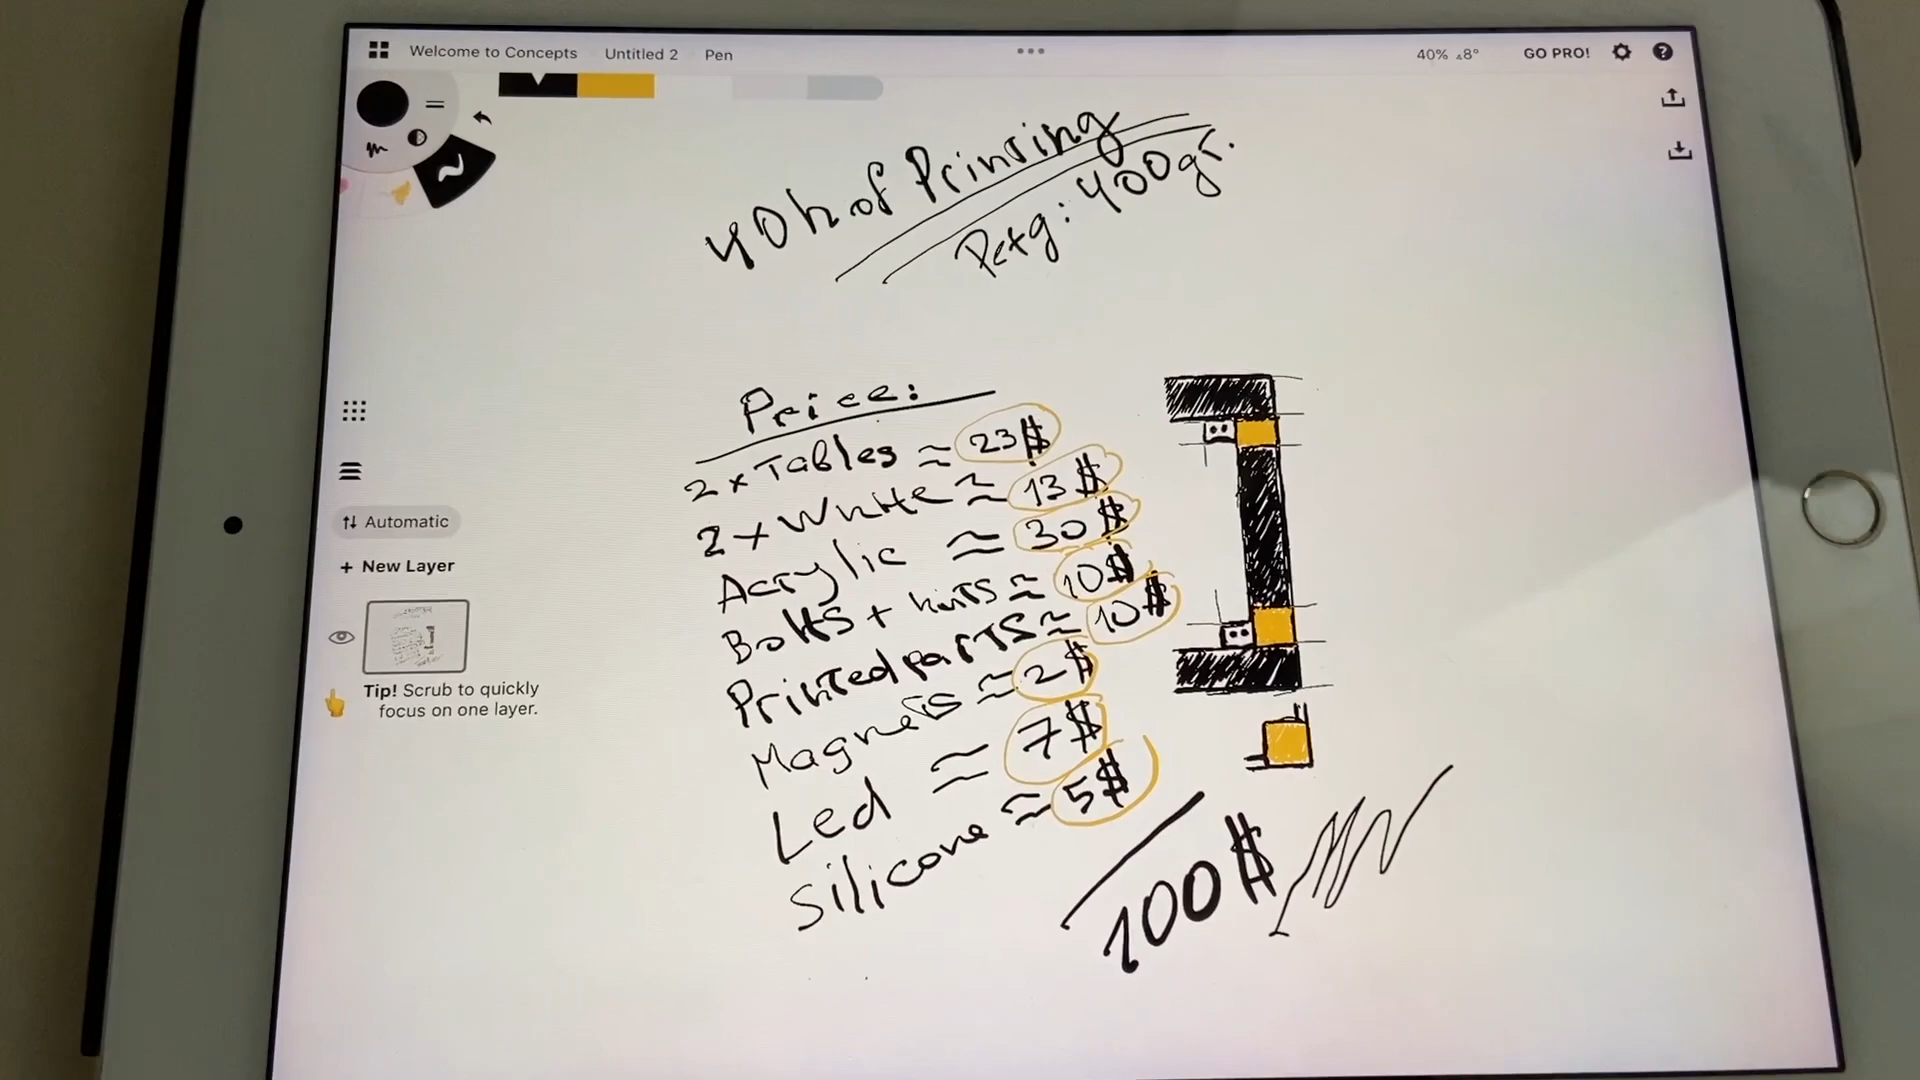 Welcome to Concepts Untitled 2 Pen 40% 8° GO PRO! ?
40h of Prinring
Petg: 400gr.
Price:
2 x Tables ≈ 23$
2 x White ≈ 13$
Acrylic ≈ 30$
Bolts + nuts ≈ 10$
Printed parts ≈ 10$
Magnets ≈ 2$
Led ≈ 7$
Silicone ≈ 5$
100$
Automatic
+ New Layer
Tip! Scrub to quickly
focus on one layer.